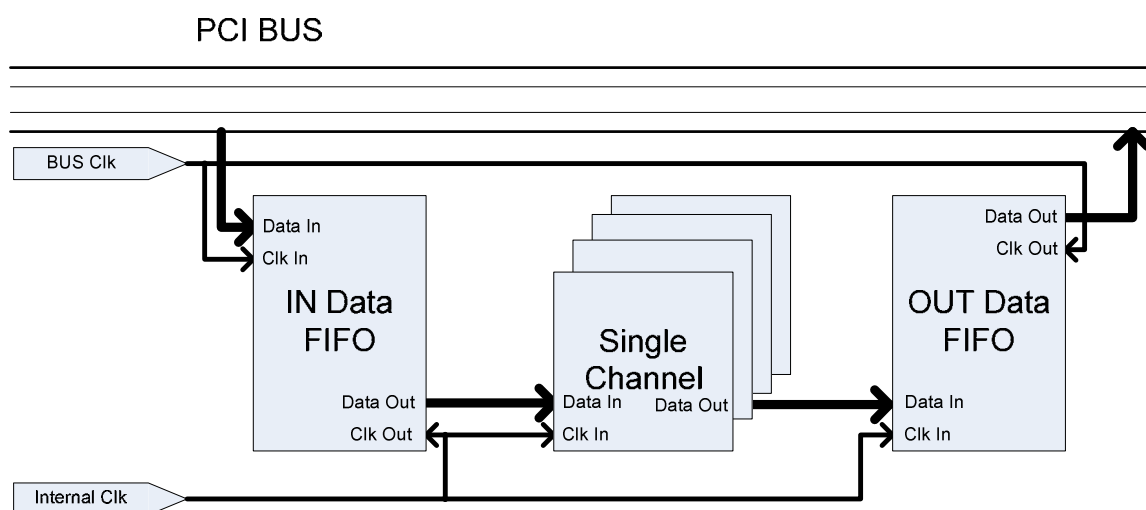 PCI BUS
BUS Clk
Data In
Clk In
IN Data
FIFO
Data Out
Clk Out
Single
Channel
Data In
Data Out
Clk In
Data Out
Clk Out
OUT Data
FIFO
Data In
Clk In
Internal Clk